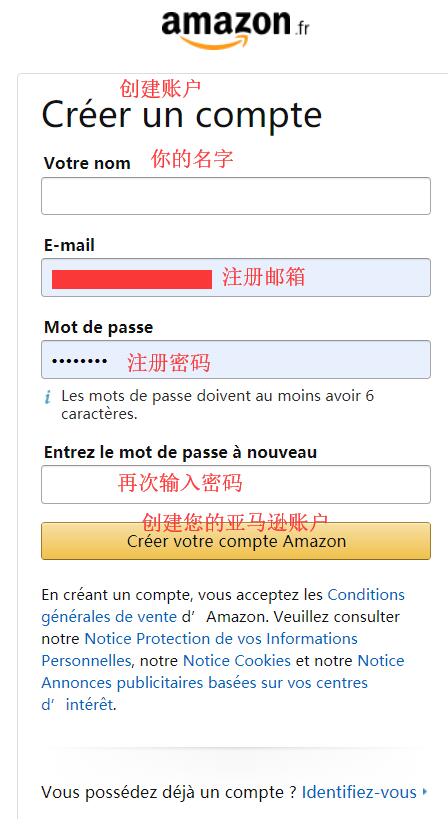 amazon.fr
创建账户
Créer un compte
Votre nom 你的名字
E-mail
注册邮箱
Mot de passe
注册密码
i Les mots de passe doivent au moins avoir 6
caractères.
Entrez le mot de passe à nouveau
再次输入密码
创建您的亚马逊账户
Créer votre compte Amazon
En créant un compte, vous acceptez les Conditions
générales de vente d’Amazon. Veuillez consulter
notre Notice Protection de vos Informations
Personnelles, notre Notice Cookies et notre Notice
Annonces publicitaires basées sur vos centres
d’intérêt.
Vous possédez déjà un compte ? Identifiez-vous